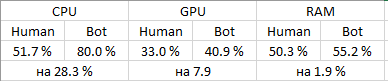 CPU GPU RAM
Human Bot Human Bot Human Bot
51.7 % 80.0 % 33.0 % 40.9 % 50.3 % 55.2 %
на 28.3 % на 7.9 на 1.9 %